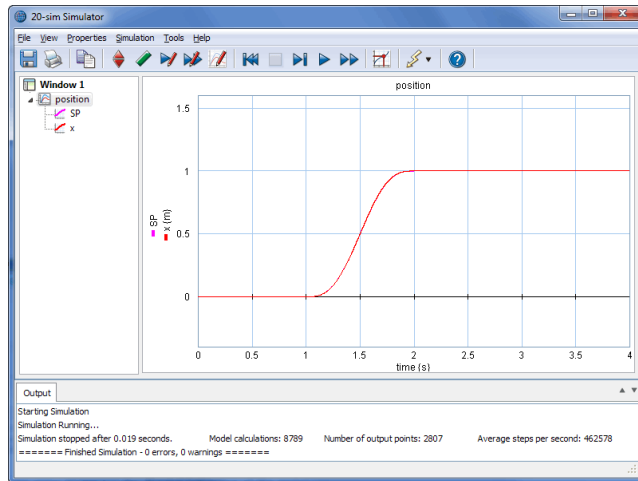 20-sim Simulator
File View Properties Simulation Tools Help
Window 1
position
SP
x
position
1.5
1
0.5
0
SP
x {m}
0 0.5 1 1.5 2 2.5 3 3.5 4
time {s}
Output
Starting Simulation
Simulation Running...
Simulation stopped after 0.019 seconds. Model calculations: 8789 Number of output points: 2807 Average steps per second: 462578
======= Finished Simulation - 0 errors, 0 warnings =======